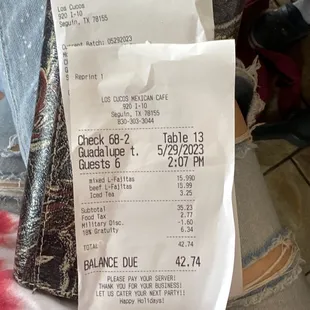 Los Cucos
920 I-10
Seguin, TX 78155
Current Batch: 05292023
Reprint 1
LOS CUCOS MEXICAN CAFE
920 I-10
Seguin, TX 78155
830-303-3044
Check 68-2 Table 13
Guadalupe t. 5/29/2023
Guests 6 2:07 PM
mixed L-Fajitas 15.99D
beef L-Fajitas 15.99
Iced Tea 3.25
Subtotal 35.23
Food Tax 2.77
Military Disc. -1.60
18% Gratuity 6.34
TOTAL 42.74
BALANCE DUE 42.74
PLEASE PAY YOUR SERVER!
THANK YOU FOR YOUR BUSINESS!
LET US CATER YOUR NEXT PARTY!!
Happy Holidays!